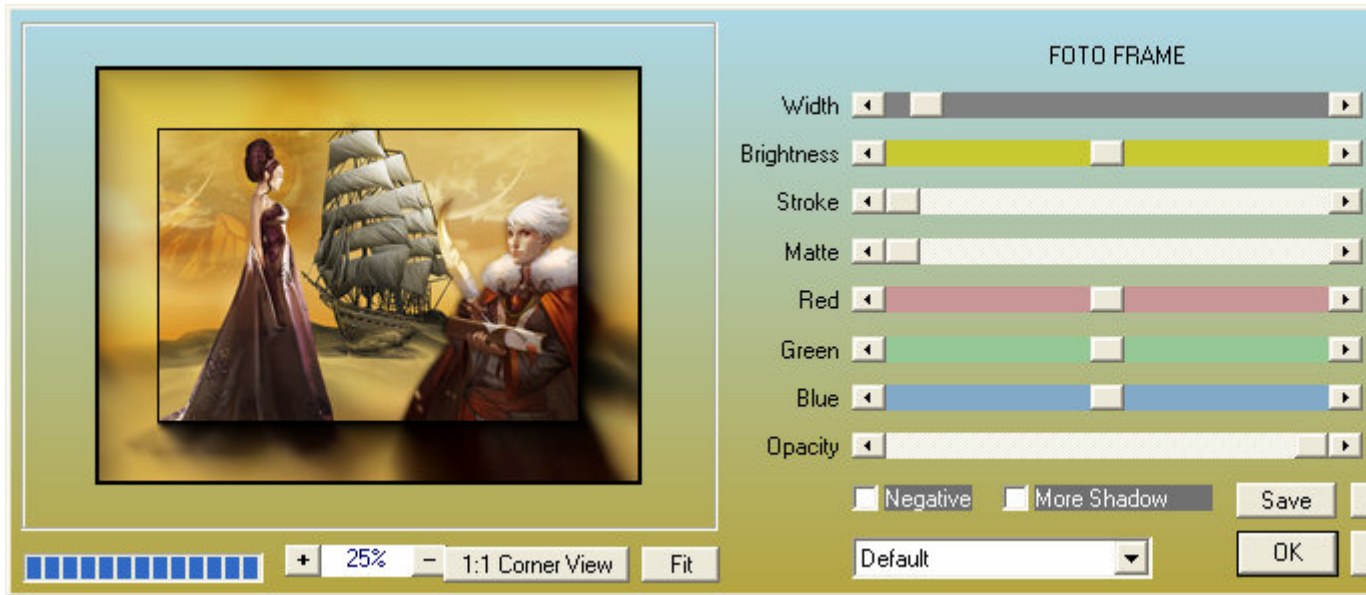 FOTO FRAME
Width
Brightness
Stroke
Matte
Red
Green
Blue
Opacity
Negative More Shadow Save
+ 25% − 1:1 Corner View Fit
Default OK